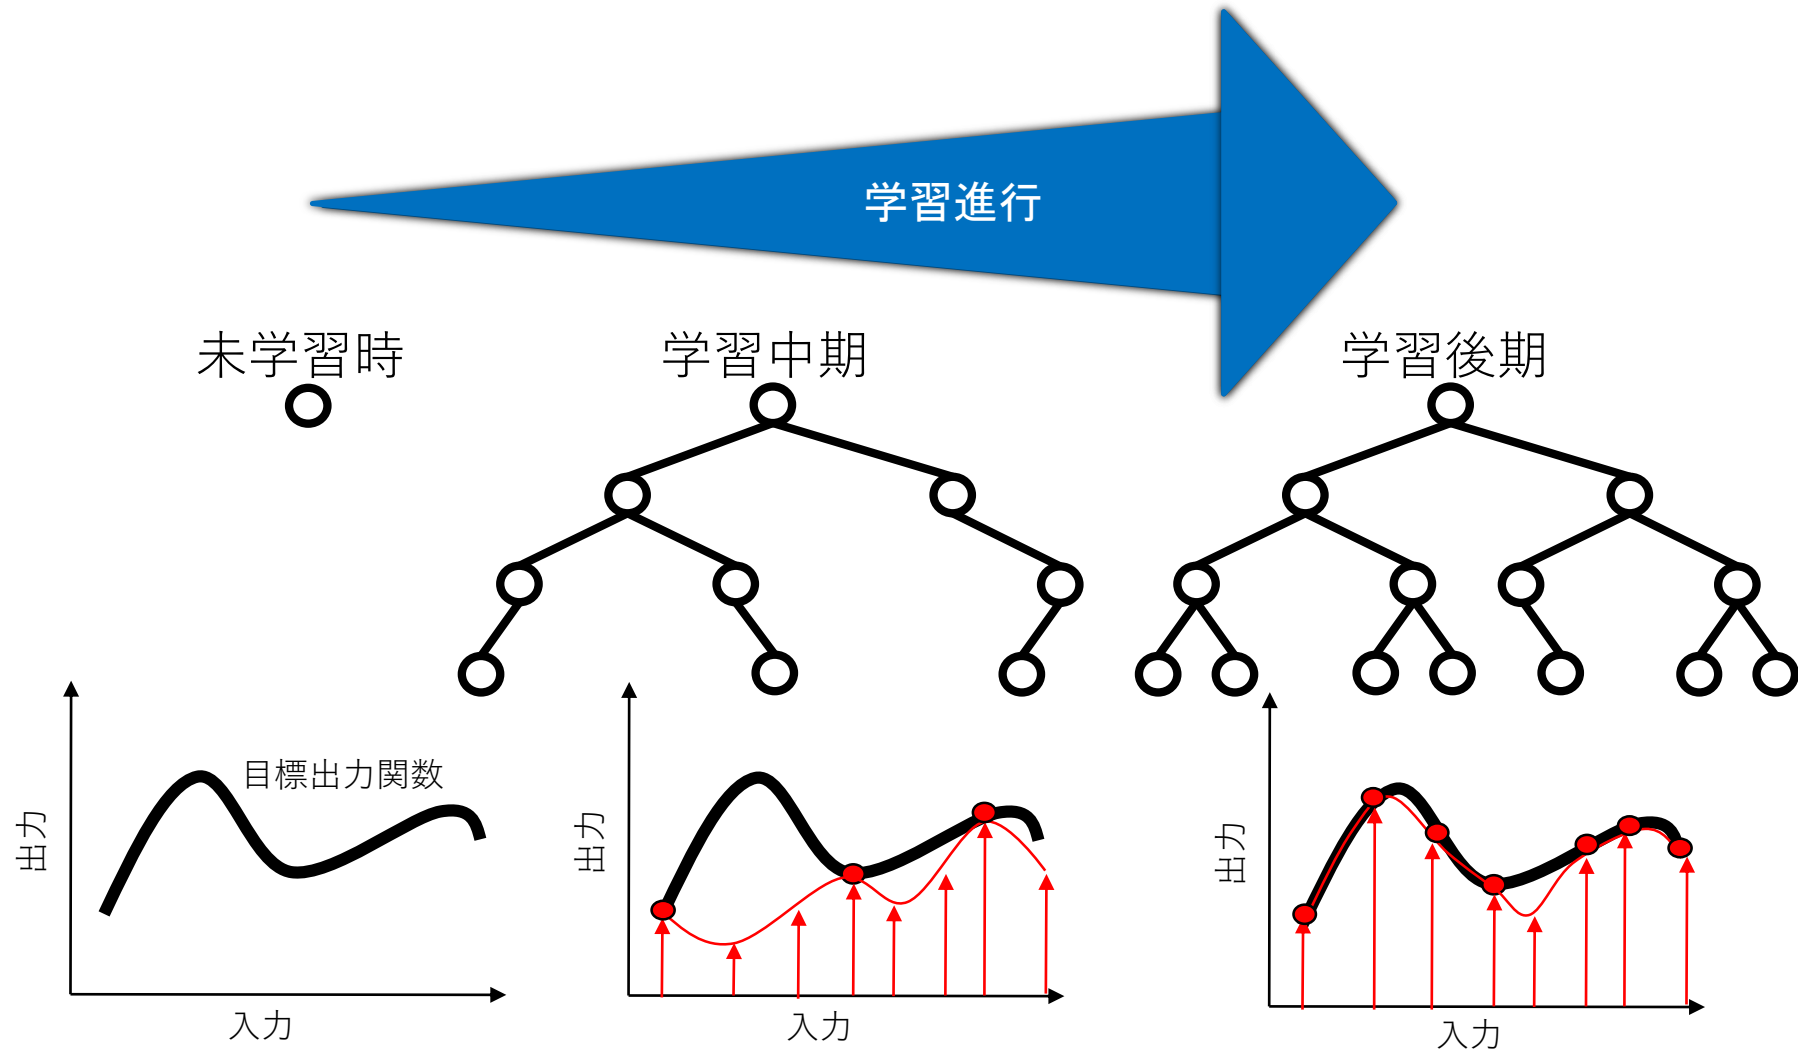 学習進行
未学習時
学習中期
学習後期
目標出力関数
出力
入力
出力
入力
出力
入力